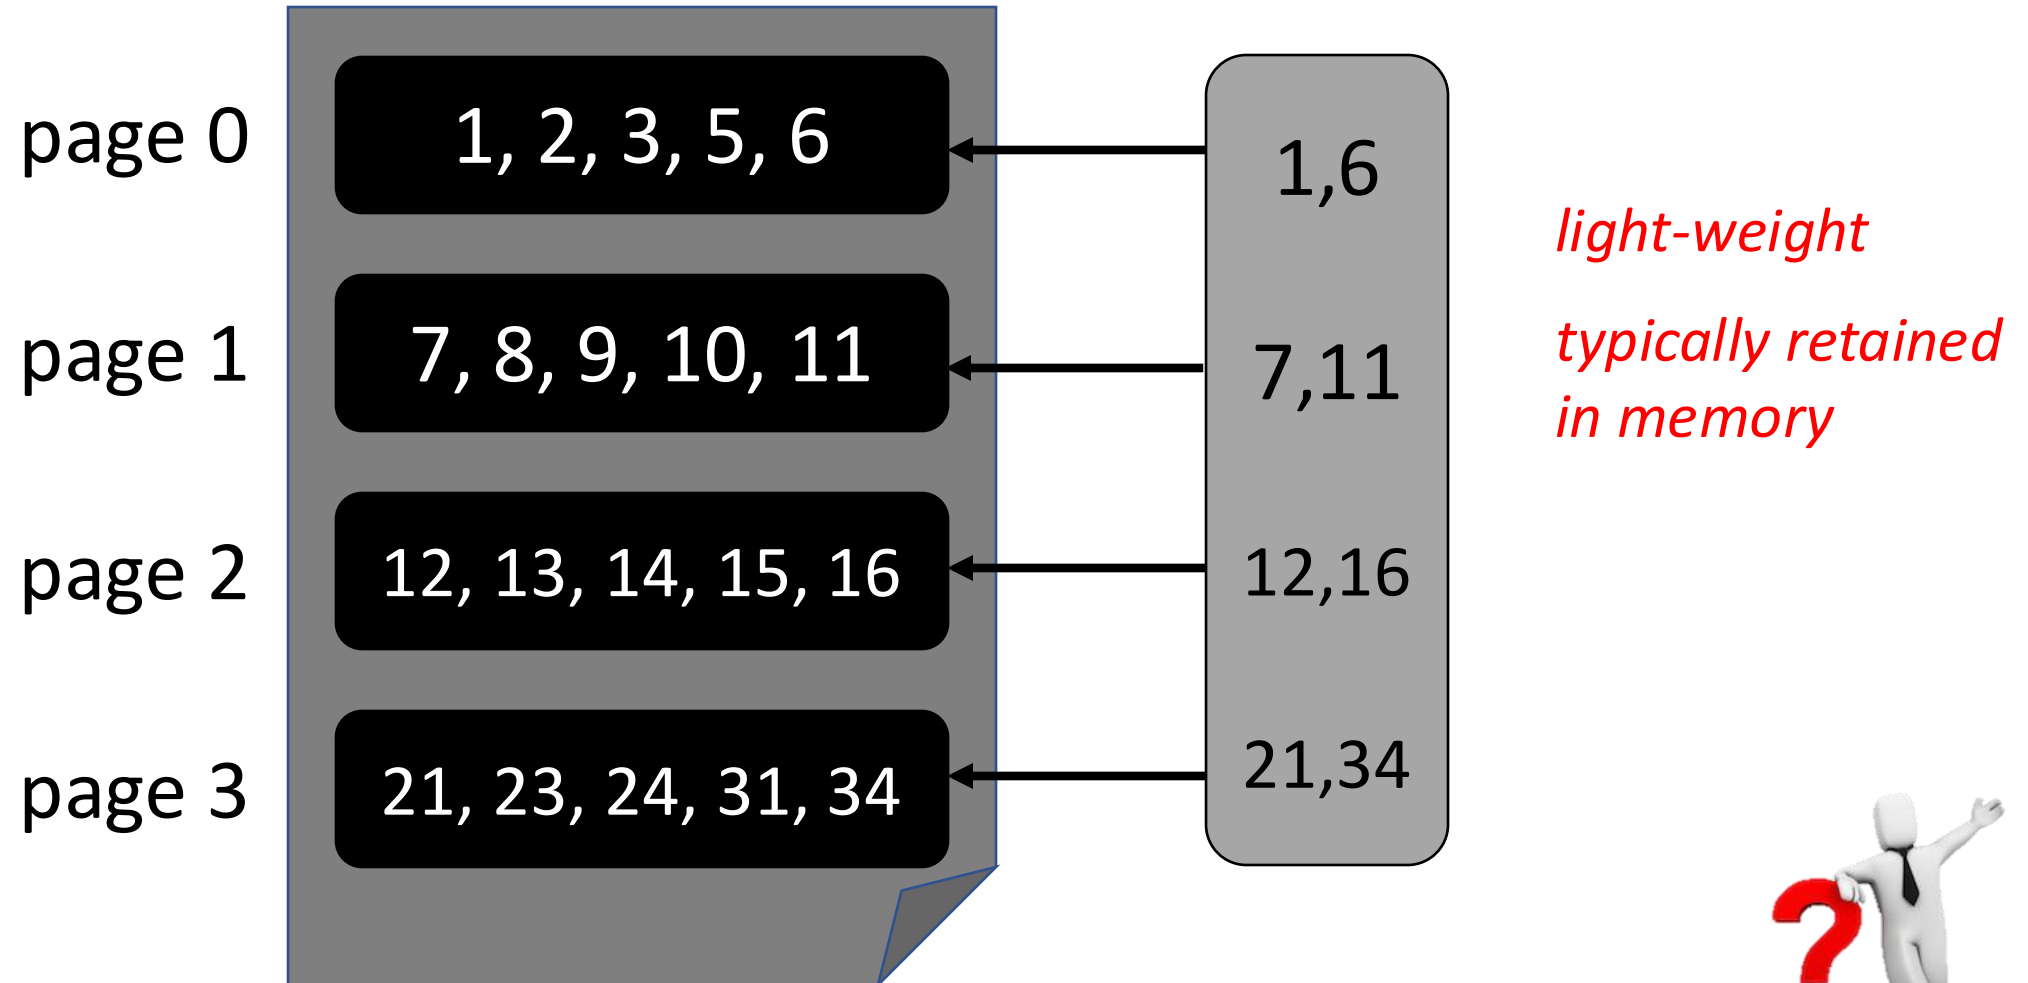 page 0
1, 2, 3, 5, 6
1,6
light-weight
page 1
7, 8, 9, 10, 11
7,11
typically retained
in memory
page 2
12, 13, 14, 15, 16
12,16
page 3
21, 23, 24, 31, 34
21,34
?